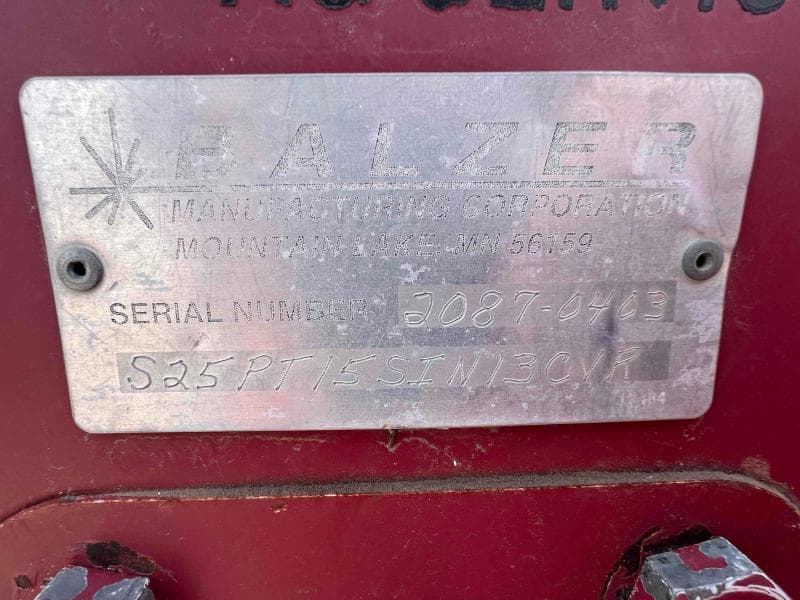 BALZER
MANUFACTURING CORPORATION
MOUNTAIN LAKE, MN 56159
SERIAL NUMBER 2087-0403
S25PT15SIN13CVR